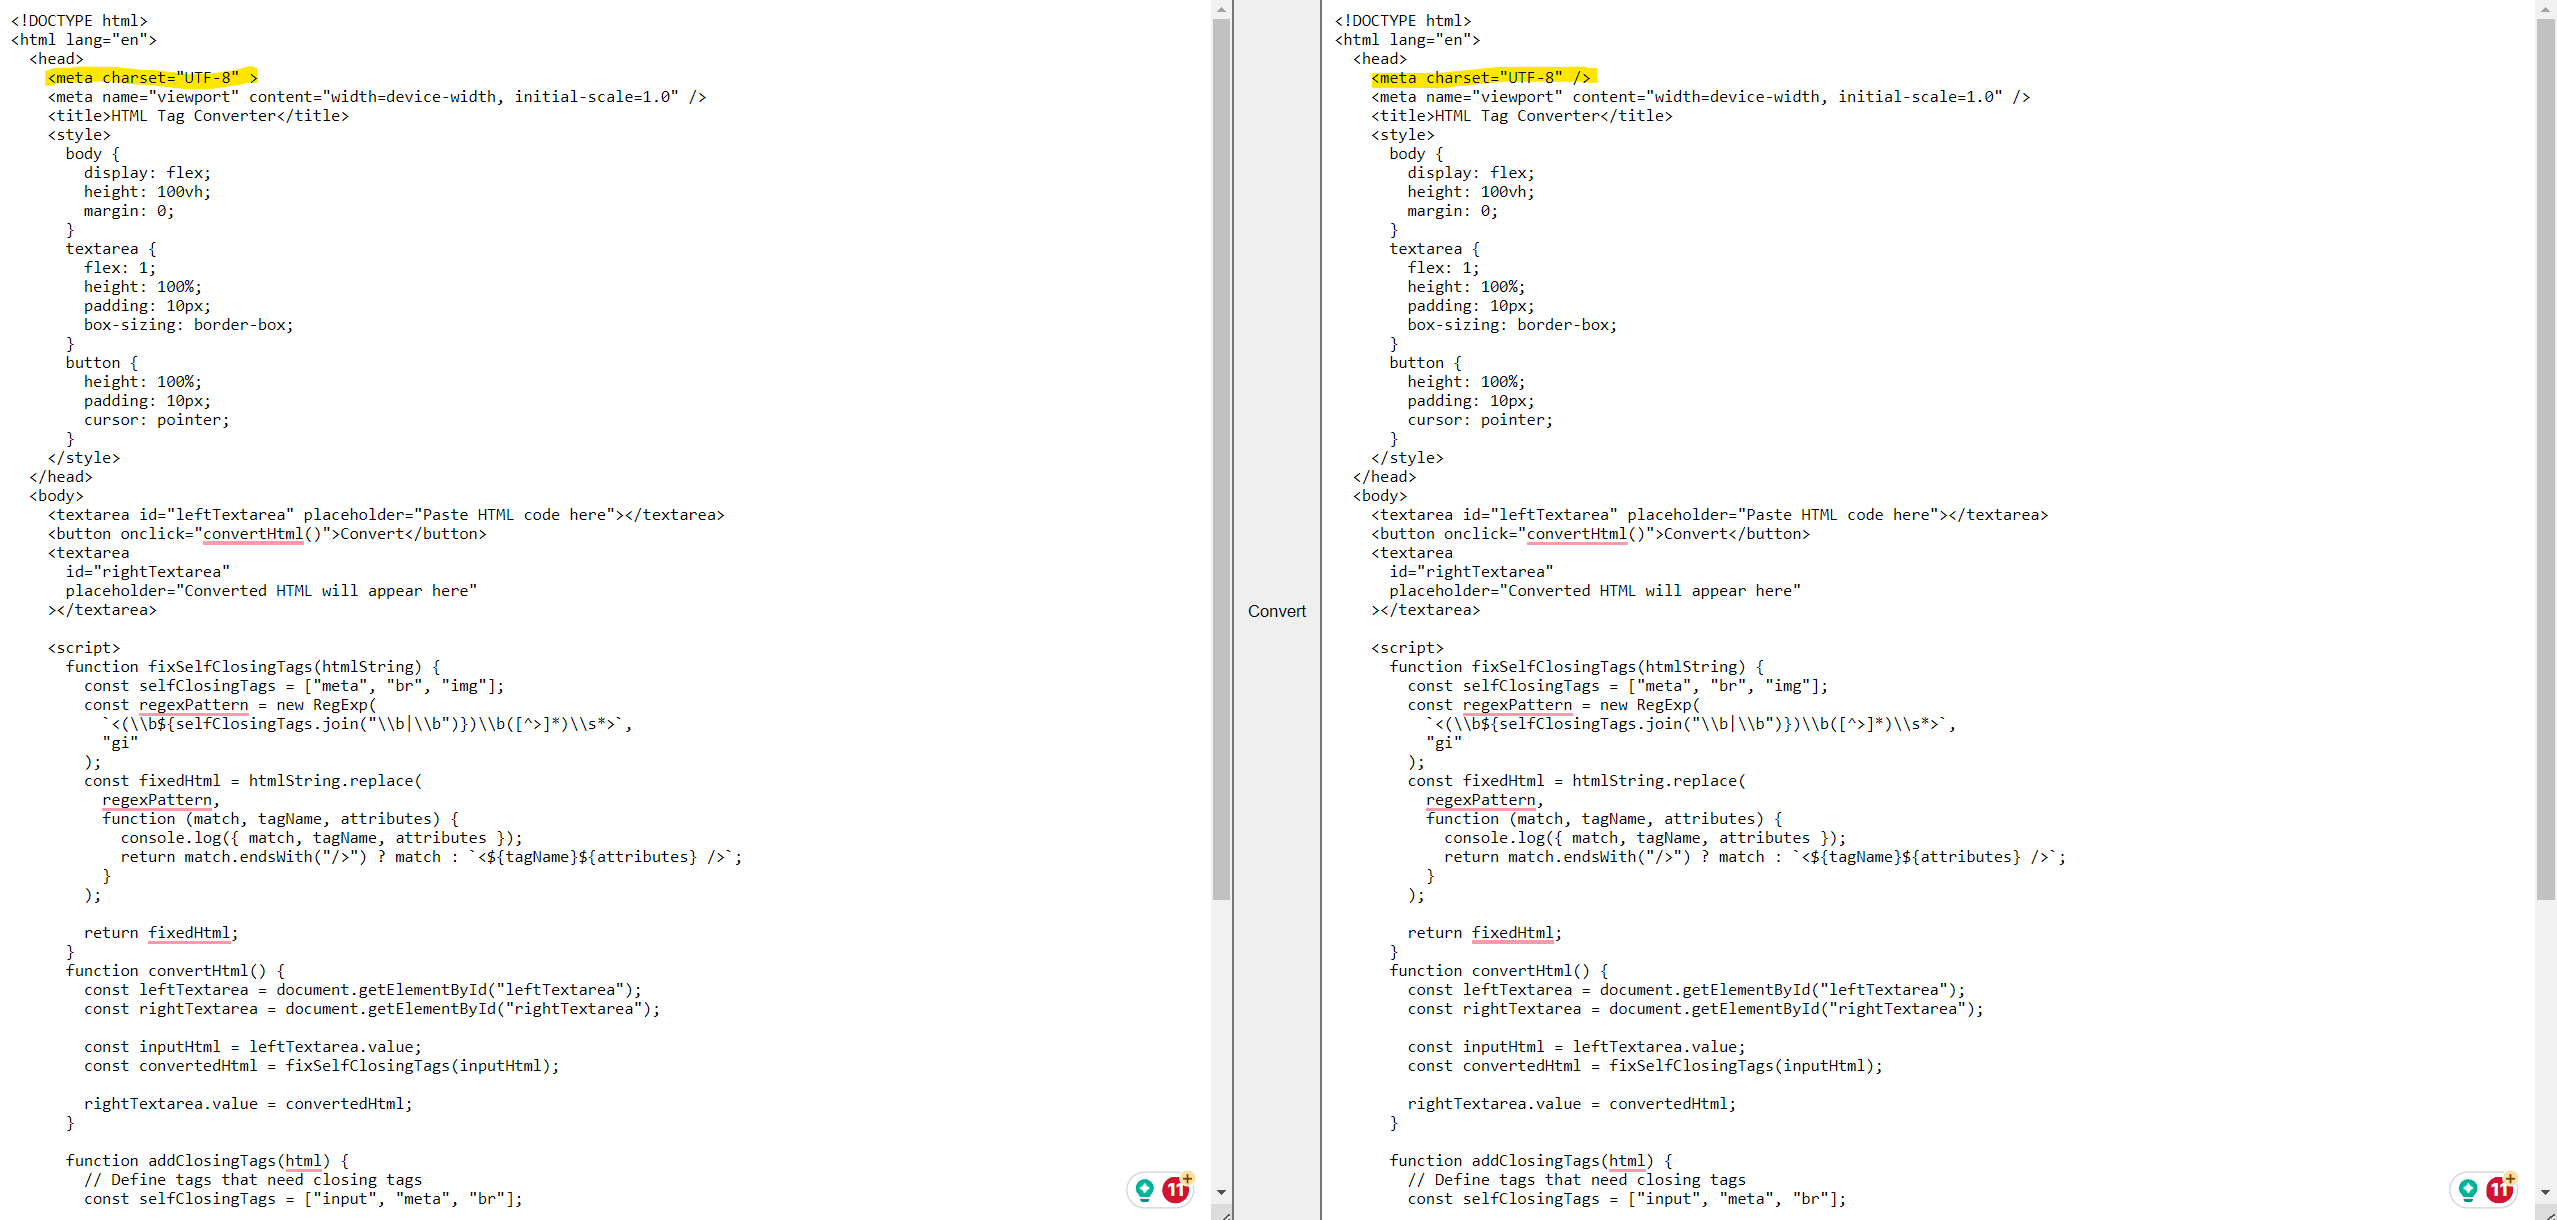 <!DOCTYPE html>
<html lang="en">
  <head>
    <meta charset="UTF-8" >
    <meta name="viewport" content="width=device-width, initial-scale=1.0" />
    <title>HTML Tag Converter</title>
    <style>
      body {
        display: flex;
        height: 100vh;
        margin: 0;
      }
      textarea {
        flex: 1;
        height: 100%;
        padding: 10px;
        box-sizing: border-box;
      }
      button {
        height: 100%;
        padding: 10px;
        cursor: pointer;
      }
    </style>
  </head>
  <body>
    <textarea id="leftTextarea" placeholder="Paste HTML code here"></textarea>
    <button onclick="convertHtml()">Convert</button>
    <textarea
      id="rightTextarea"
      placeholder="Converted HTML will appear here"
    ></textarea>

    <script>
      function fixSelfClosingTags(htmlString) {
        const selfClosingTags = ["meta", "br", "img"];
        const regexPattern = new RegExp(
          `<(\\b${selfClosingTags.join("\\b|\\b")})\\b([^>]*)\\s*>`,
          "gi"
        );
        const fixedHtml = htmlString.replace(
          regexPattern,
          function (match, tagName, attributes) {
            console.log({ match, tagName, attributes });
            return match.endsWith("/>") ? match : `<${tagName}${attributes} />`;
          }
        );

        return fixedHtml;
      }
      function convertHtml() {
        const leftTextarea = document.getElementById("leftTextarea");
        const rightTextarea = document.getElementById("rightTextarea");

        const inputHtml = leftTextarea.value;
        const convertedHtml = fixSelfClosingTags(inputHtml);

        rightTextarea.value = convertedHtml;
      }

      function addClosingTags(html) {
        // Define tags that need closing tags
        const selfClosingTags = ["input", "meta", "br"];
11
+
Convert
<!DOCTYPE html>
<html lang="en">
  <head>
    <meta charset="UTF-8" />
    <meta name="viewport" content="width=device-width, initial-scale=1.0" />
    <title>HTML Tag Converter</title>
    <style>
      body {
        display: flex;
        height: 100vh;
        margin: 0;
      }
      textarea {
        flex: 1;
        height: 100%;
        padding: 10px;
        box-sizing: border-box;
      }
      button {
        height: 100%;
        padding: 10px;
        cursor: pointer;
      }
    </style>
  </head>
  <body>
    <textarea id="leftTextarea" placeholder="Paste HTML code here"></textarea>
    <button onclick="convertHtml()">Convert</button>
    <textarea
      id="rightTextarea"
      placeholder="Converted HTML will appear here"
    ></textarea>

    <script>
      function fixSelfClosingTags(htmlString) {
        const selfClosingTags = ["meta", "br", "img"];
        const regexPattern = new RegExp(
          `<(\\b${selfClosingTags.join("\\b|\\b")})\\b([^>]*)\\s*>`,
          "gi"
        );
        const fixedHtml = htmlString.replace(
          regexPattern,
          function (match, tagName, attributes) {
            console.log({ match, tagName, attributes });
            return match.endsWith("/>") ? match : `<${tagName}${attributes} />`;
          }
        );

        return fixedHtml;
      }
      function convertHtml() {
        const leftTextarea = document.getElementById("leftTextarea");
        const rightTextarea = document.getElementById("rightTextarea");

        const inputHtml = leftTextarea.value;
        const convertedHtml = fixSelfClosingTags(inputHtml);

        rightTextarea.value = convertedHtml;
      }

      function addClosingTags(html) {
        // Define tags that need closing tags
        const selfClosingTags = ["input", "meta", "br"];
11
+